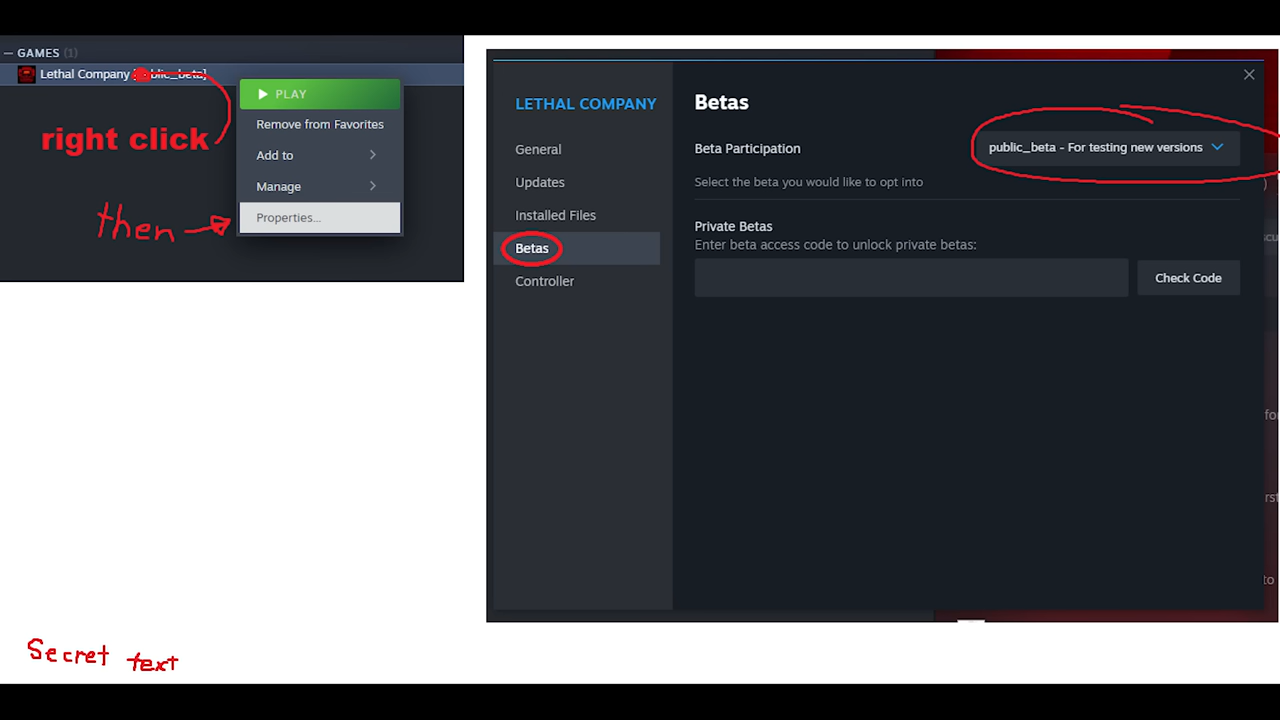 GAMES (1)
Lethal Company [public_beta]
PLAY
right click
Remove from Favorites
Add to
Manage
then
Properties...
LETHAL COMPANY
General
Updates
Installed Files
Betas
Controller
Betas
Beta Participation
public_beta - For testing new versions
Select the beta you would like to opt into
Private Betas
Enter beta access code to unlock private betas:
Check Code
to
Secret text